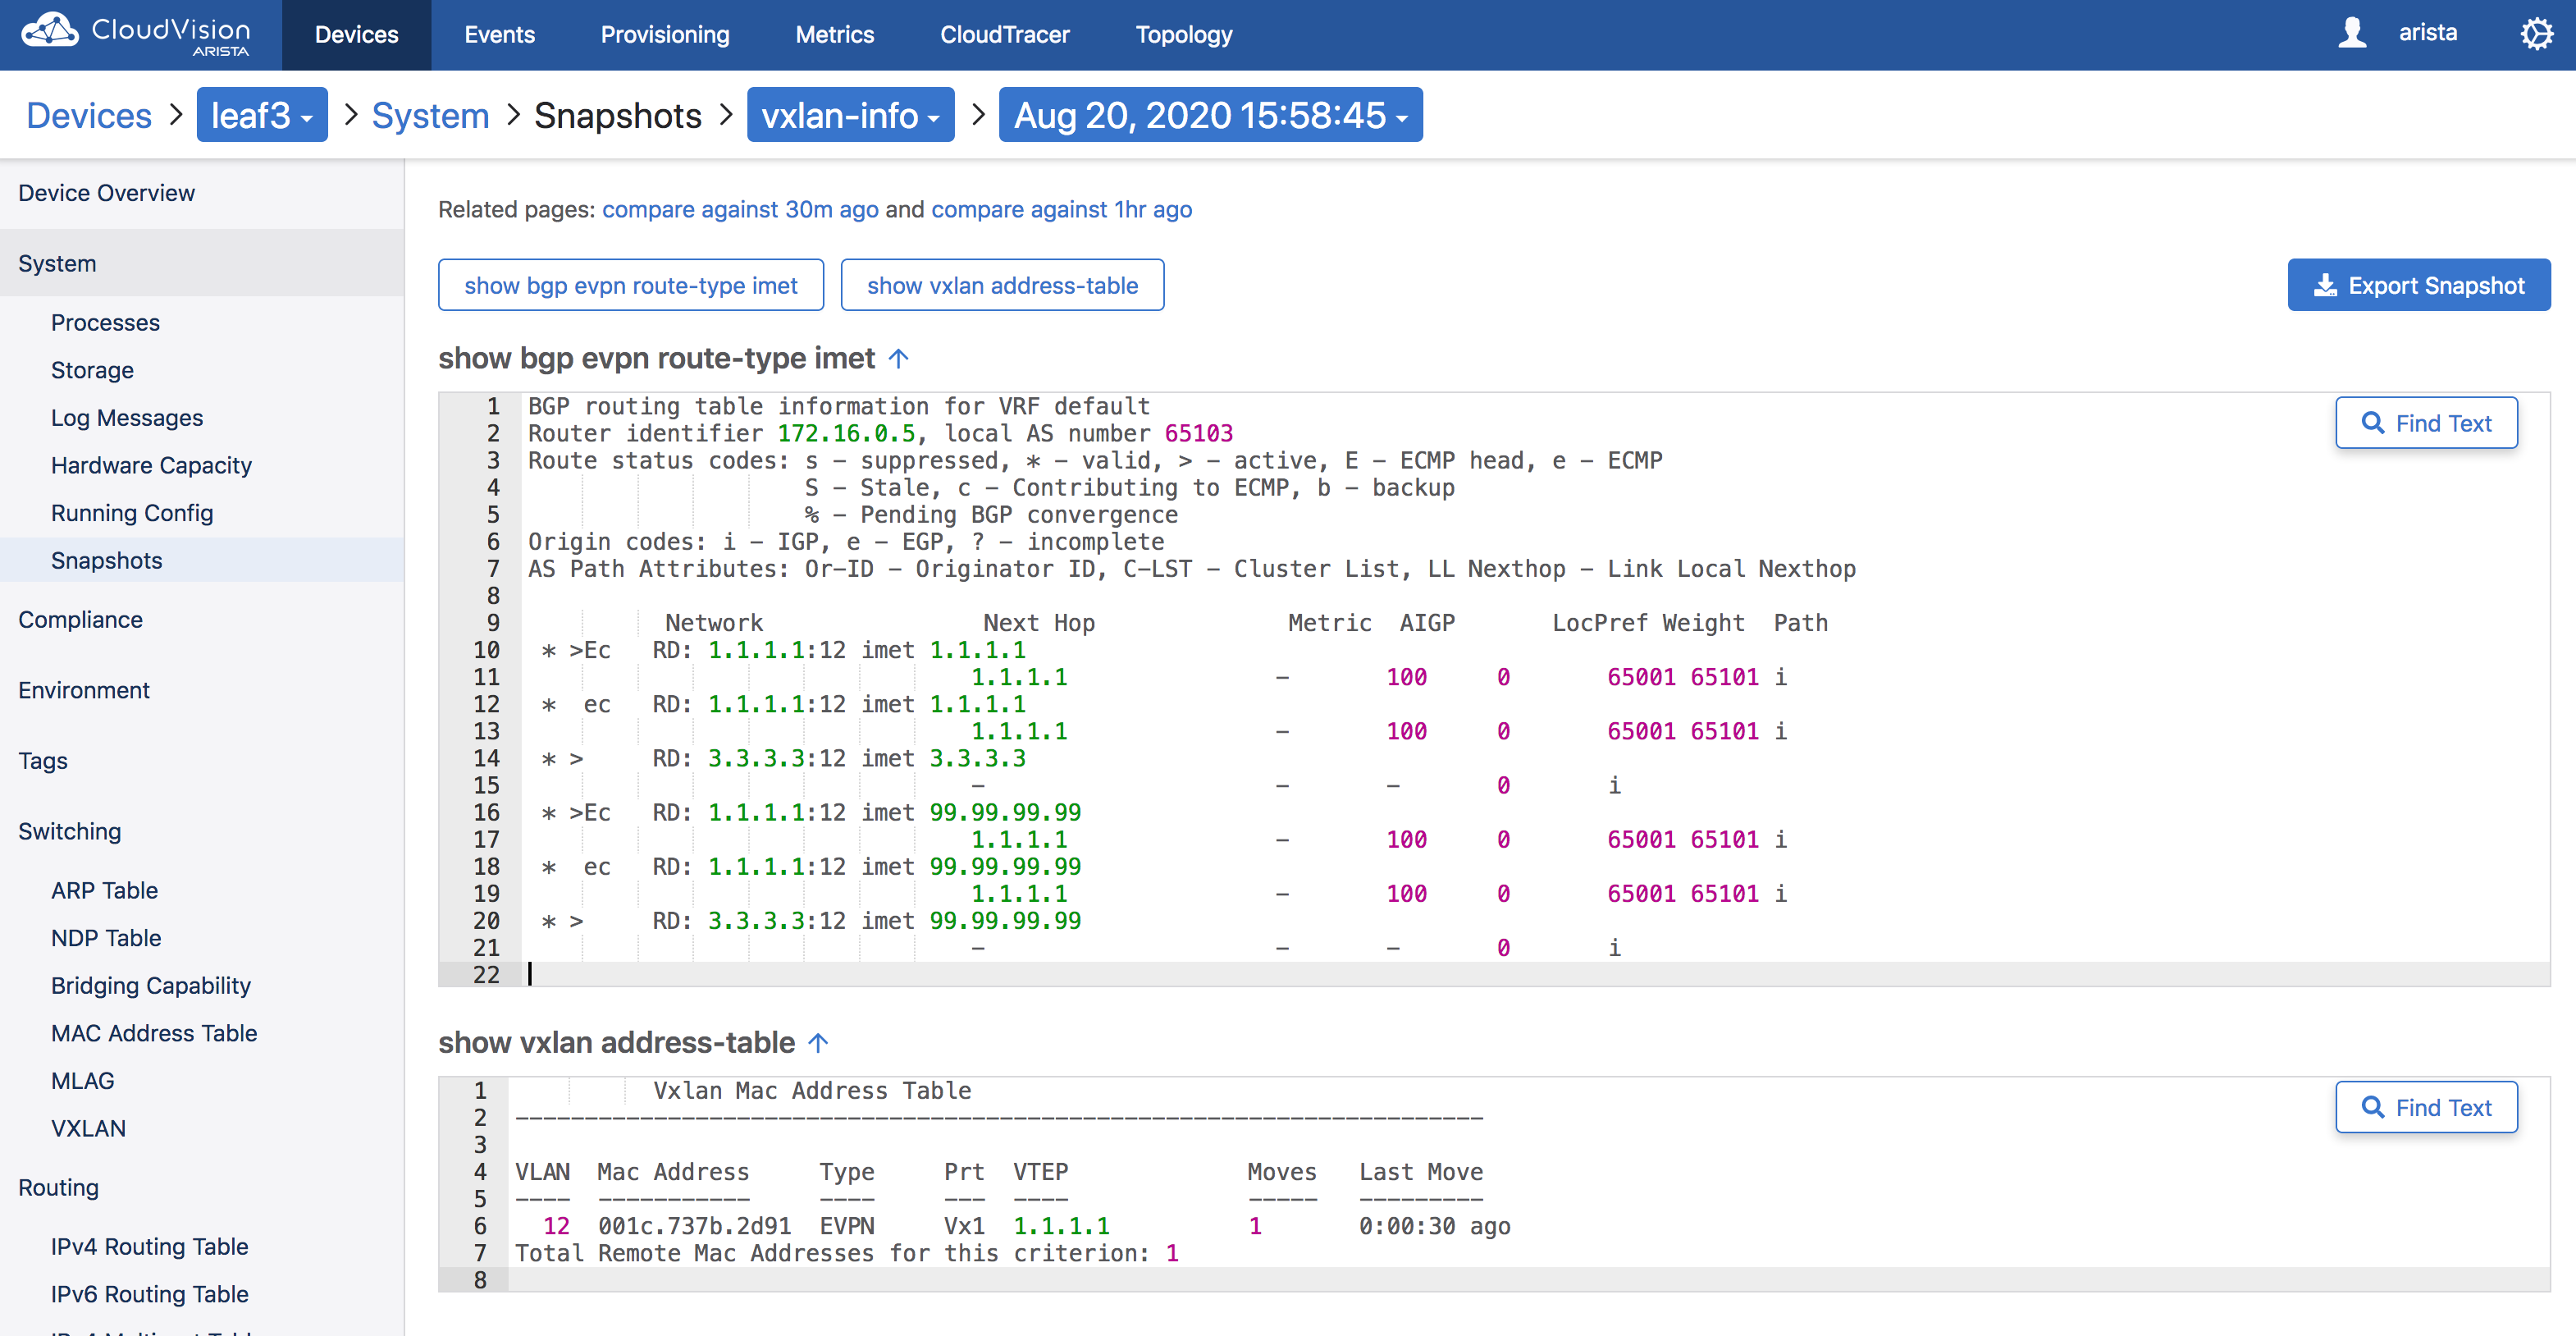 CloudVision
ARISTA
Devices
Events
Provisioning
Metrics
CloudTracer
Topology
arista
Devices > leaf3 > System > Snapshots > vxlan-info > Aug 20, 2020 15:58:45
Device Overview
System
Processes
Storage
Log Messages
Hardware Capacity
Running Config
Snapshots
Compliance
Environment
Tags
Switching
ARP Table
NDP Table
Bridging Capability
MAC Address Table
MLAG
VXLAN
Routing
IPv4 Routing Table
IPv6 Routing Table
Related pages: compare against 30m ago and compare against 1hr ago
show bgp evpn route-type imet
show vxlan address-table
Export Snapshot
show bgp evpn route-type imet ↑
Find Text
1 BGP routing table information for VRF default
2 Router identifier 172.16.0.5, local AS number 65103
3 Route status codes: s - suppressed, * - valid, > - active, E - ECMP head, e - ECMP
4 S - Stale, c - Contributing to ECMP, b - backup
5 % - Pending BGP convergence
6 Origin codes: i - IGP, e - EGP, ? - incomplete
7 AS Path Attributes: Or-ID - Originator ID, C-LST - Cluster List, LL Nexthop - Link Local Nexthop
8
9 Network Next Hop Metric AIGP LocPref Weight Path
10 * >Ec RD: 1.1.1.1:12 imet 1.1.1.1
11 1.1.1.1 - 100 0 65001 65101 i
12 * ec RD: 1.1.1.1:12 imet 1.1.1.1
13 1.1.1.1 - 100 0 65001 65101 i
14 * > RD: 3.3.3.3:12 imet 3.3.3.3
15 - - - 0 i
16 * >Ec RD: 1.1.1.1:12 imet 99.99.99.99
17 1.1.1.1 - 100 0 65001 65101 i
18 * ec RD: 1.1.1.1:12 imet 99.99.99.99
19 1.1.1.1 - 100 0 65001 65101 i
20 * > RD: 3.3.3.3:12 imet 99.99.99.99
21 - - - 0 i
22
show vxlan address-table ↑
Find Text
1 Vxlan Mac Address Table
2 ----------------------------------------------------------------------
3
4 VLAN Mac Address Type Prt VTEP Moves Last Move
5 ---- ----------- ---- --- ---- ----- ---------
6 12 001c.737b.2d91 EVPN Vx1 1.1.1.1 1 0:00:30 ago
7 Total Remote Mac Addresses for this criterion: 1
8